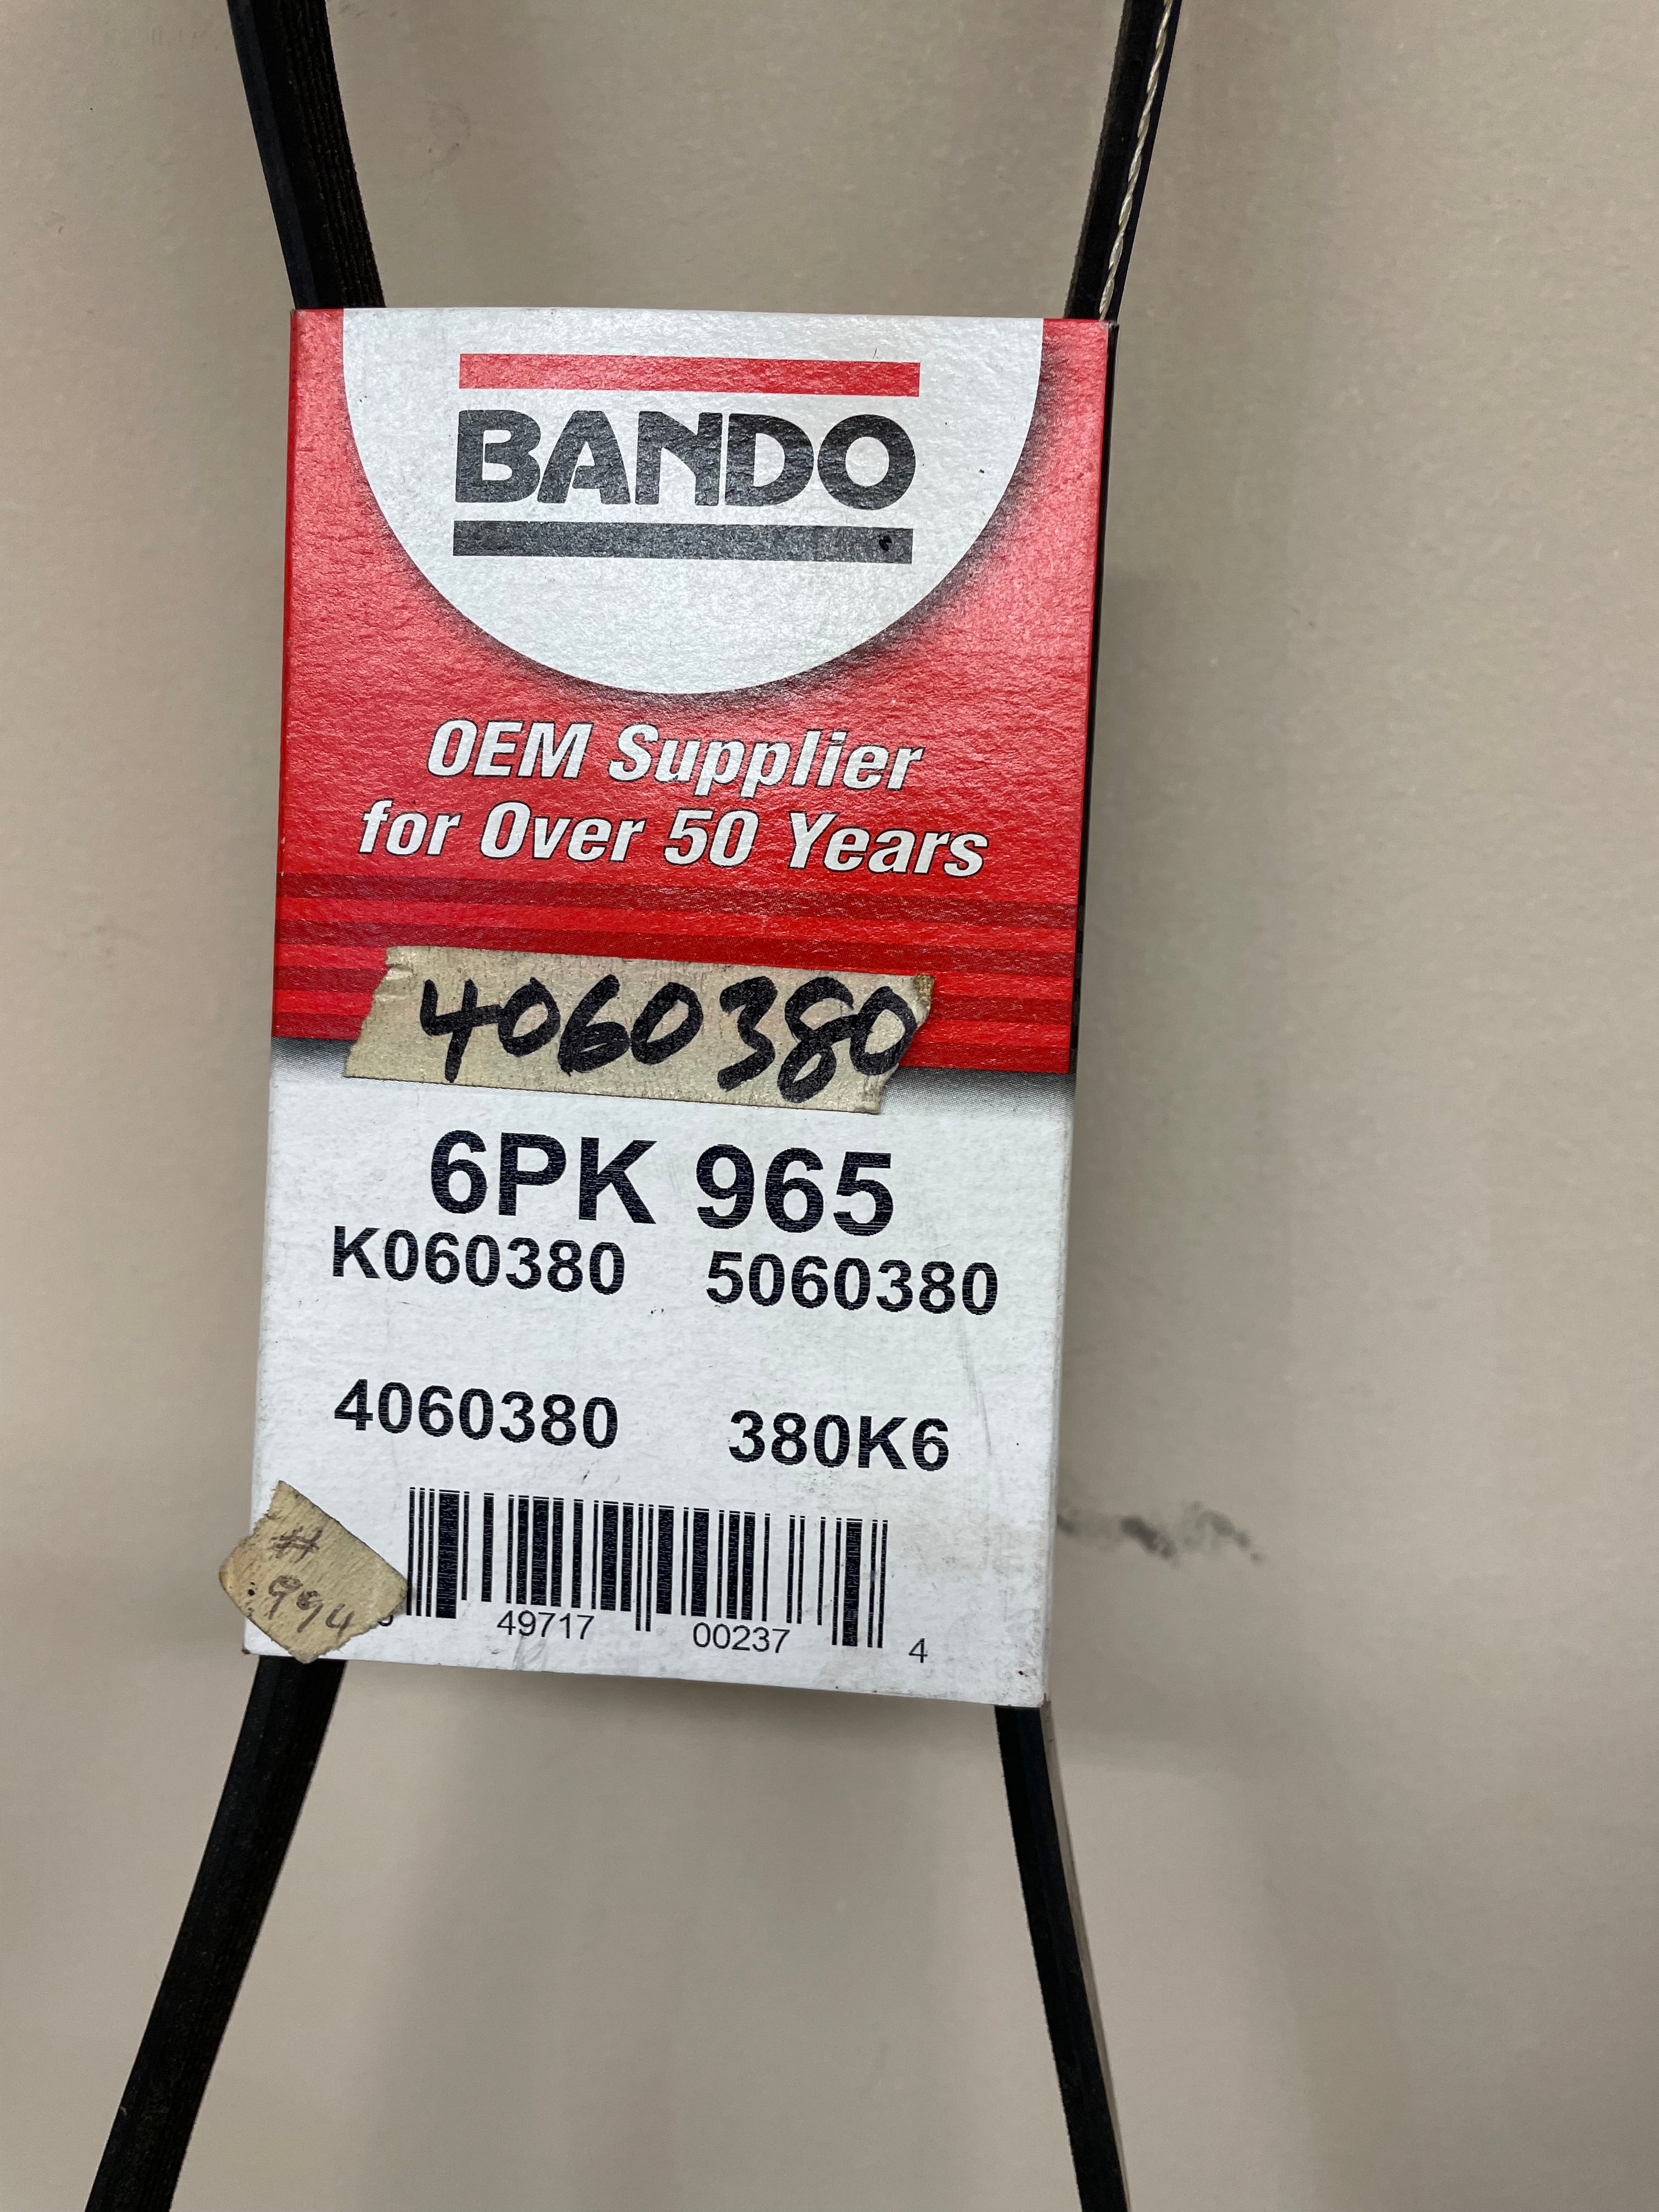 BANDO
OEM Supplier
for Over 50 Years
4060380
6PK 965
K060380 5060380
4060380 380K6
#
994
49717 00237 4